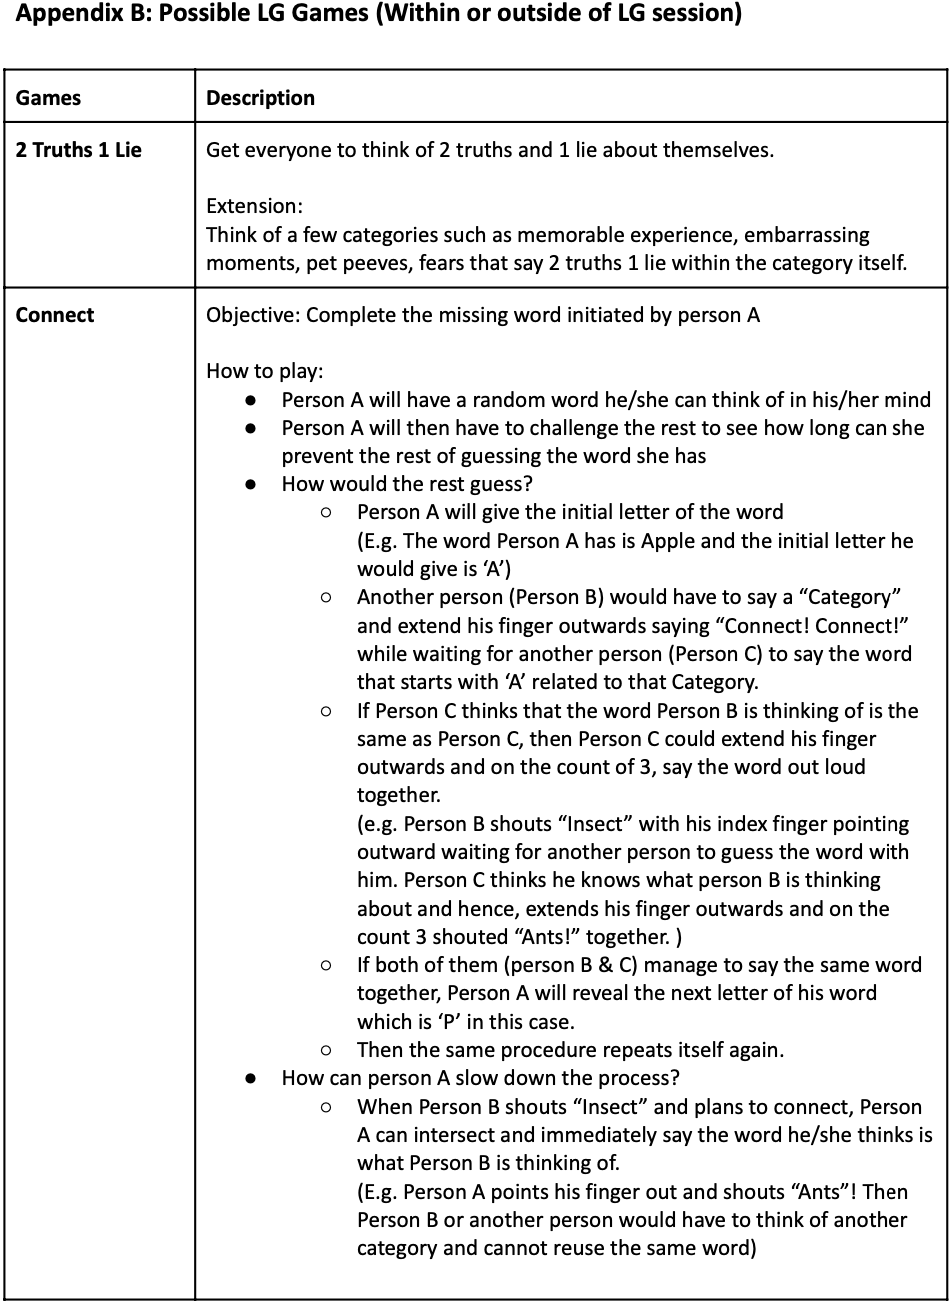 Appendix B: Possible LG Games (Within or outside of LG session)
Games
Description
2 Truths 1 Lie
Get everyone to think of 2 truths and 1 lie about themselves.
Extension:
Think of a few categories such as memorable experience, embarrassing
moments, pet peeves, fears that say 2 truths 1 lie within the category itself.
Connect
Objective: Complete the missing word initiated by person A
How to play:
● Person A will have a random word he/she can think of in his/her mind
● Person A will then have to challenge the rest to see how long can she
prevent the rest of guessing the word she has
● How would the rest guess?
○ Person A will give the initial letter of the word
(E.g. The word Person A has is Apple and the initial letter he
would give is ‘A’)
○ Another person (Person B) would have to say a “Category”
and extend his finger outwards saying “Connect! Connect!”
while waiting for another person (Person C) to say the word
that starts with ‘A’ related to that Category.
○ If Person C thinks that the word Person B is thinking of is the
same as Person C, then Person C could extend his finger
outwards and on the count of 3, say the word out loud
together.
(e.g. Person B shouts “Insect” with his index finger pointing
outward waiting for another person to guess the word with
him. Person C thinks he knows what person B is thinking
about and hence, extends his finger outwards and on the
count 3 shouted “Ants!” together. )
○ If both of them (person B & C) manage to say the same word
together, Person A will reveal the next letter of his word
which is ‘P’ in this case.
○ Then the same procedure repeats itself again.
● How can person A slow down the process?
○ When Person B shouts “Insect” and plans to connect, Person
A can intersect and immediately say the word he/she thinks is
what Person B is thinking of.
(E.g. Person A points his finger out and shouts “Ants”! Then
Person B or another person would have to think of another
category and cannot reuse the same word)